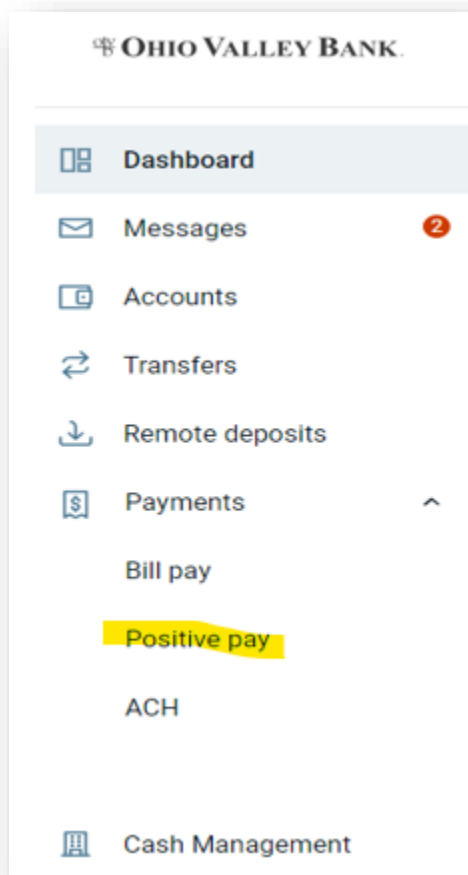 OHIO VALLEY BANK.
Dashboard
Messages 2
Accounts
Transfers
Remote deposits
$ Payments
Bill pay
Positive pay
ACH
Cash Management